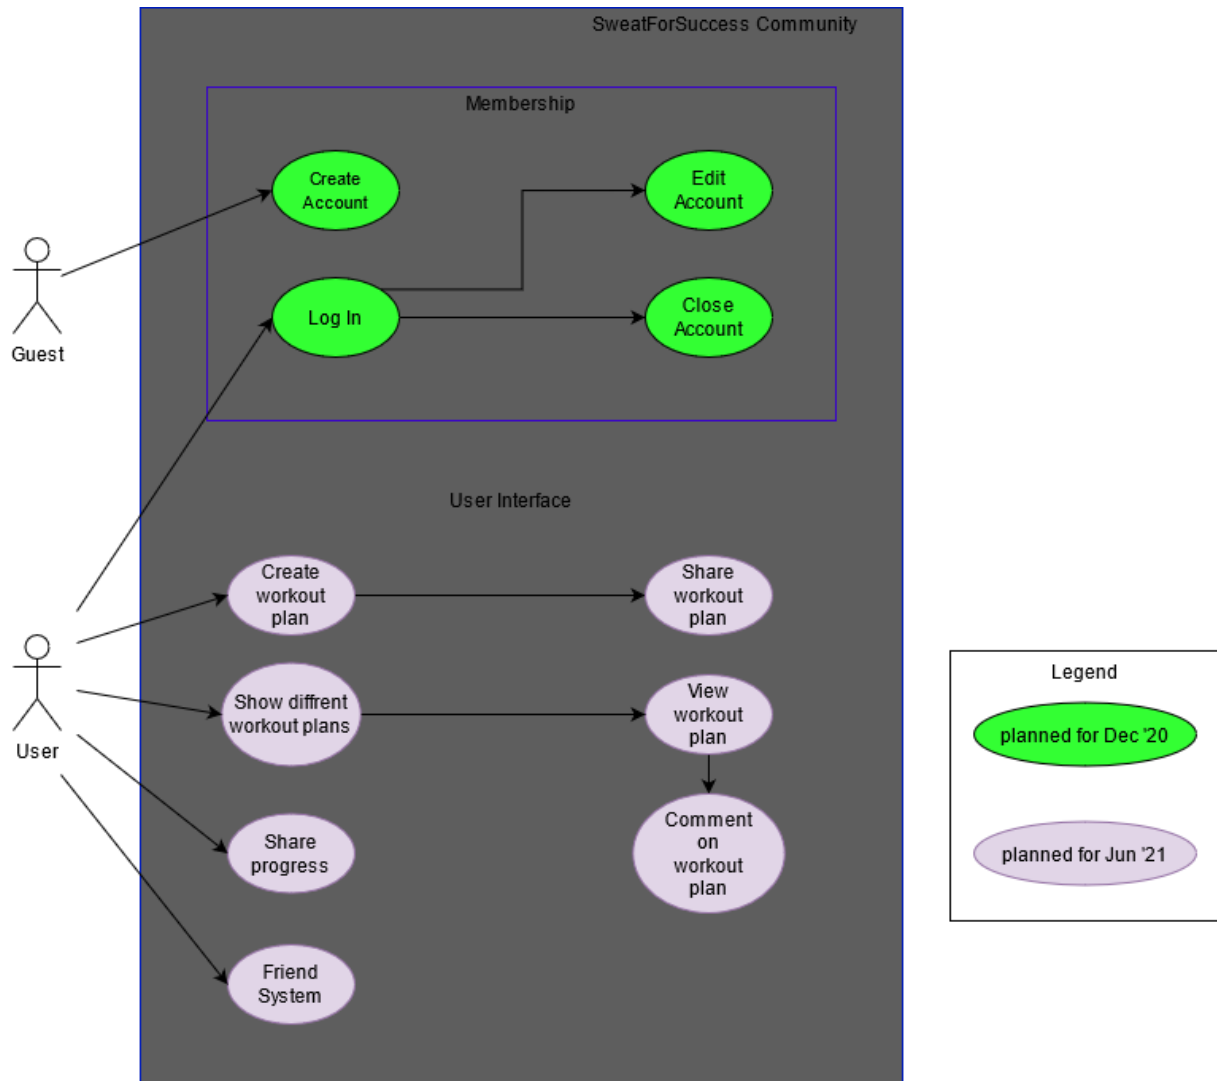 SweatForSuccess Community
Membership
Create
Account
Edit
Account
Log In
Close
Account
Guest
User Interface
Create
workout
plan
Share
workout
plan
Show diffrent
workout plans
View
workout
plan
User
Share
progress
Comment
on
workout
plan
Friend
System
Legend
planned for Dec '20
planned for Jun '21